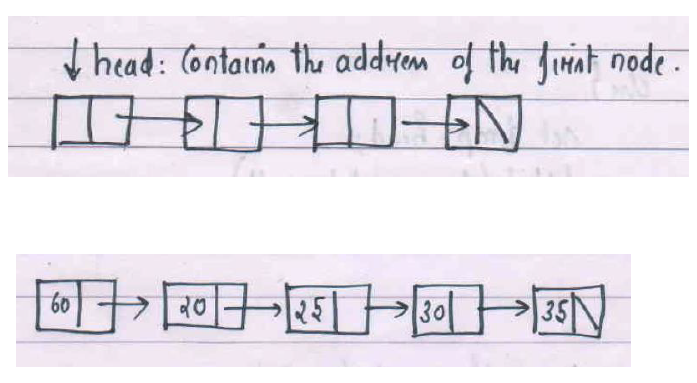 head: Contains the address of the first node.
60 20 25 30 35